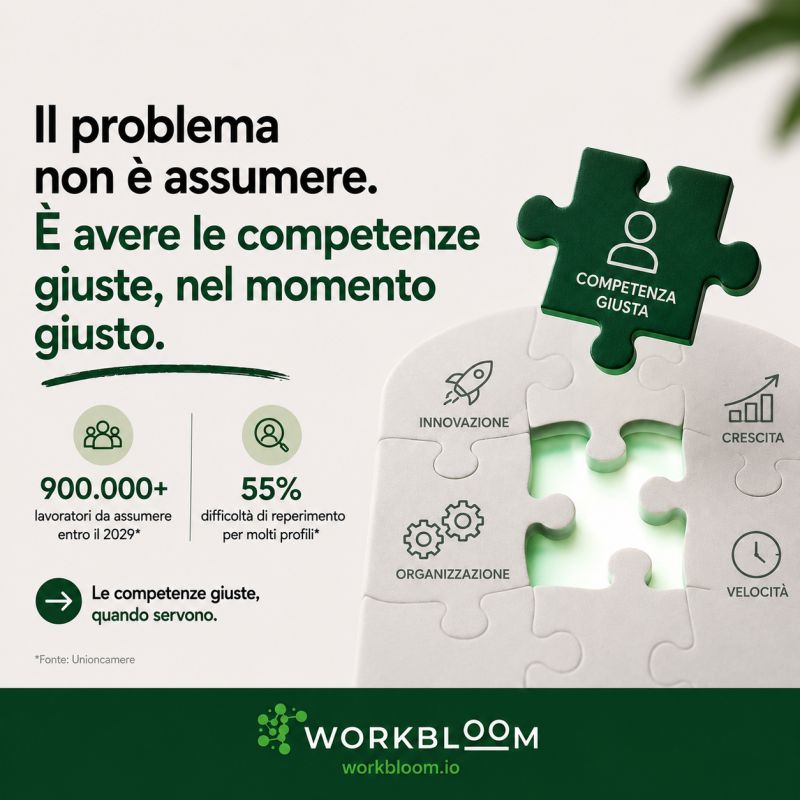 Il problema
non è assumere.
È avere le competenze
giuste, nel momento
giusto.
900.000+
lavoratori da assumere
entro il 2029*
55%
difficoltà di reperimento
per molti profili*
Le competenze giuste,
quando servono.
*Fonte: Unioncamere
COMPETENZA
GIUSTA
INNOVAZIONE
CRESCITA
ORGANIZZAZIONE
VELOCITÀ
WORKBLOOM
workbloom.io